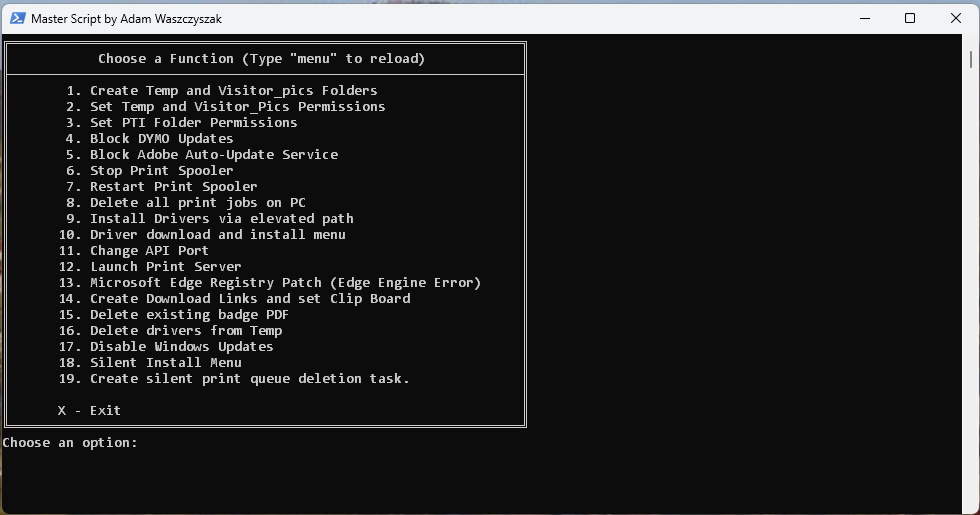 Master Script by Adam Waszczyszak
Choose a Function (Type "menu" to reload)
1. Create Temp and Visitor_pics Folders
2. Set Temp and Visitor_Pics Permissions
3. Set PTI Folder Permissions
4. Block DYMO Updates
5. Block Adobe Auto-Update Service
6. Stop Print Spooler
7. Restart Print Spooler
8. Delete all print jobs on PC
9. Install Drivers via elevated path
10. Driver download and install menu
11. Change API Port
12. Launch Print Server
13. Microsoft Edge Registry Patch (Edge Engine Error)
14. Create Download Links and set Clip Board
15. Delete existing badge PDF
16. Delete drivers from Temp
17. Disable Windows Updates
18. Silent Install Menu
19. Create silent print queue deletion task.
X - Exit
Choose an option: